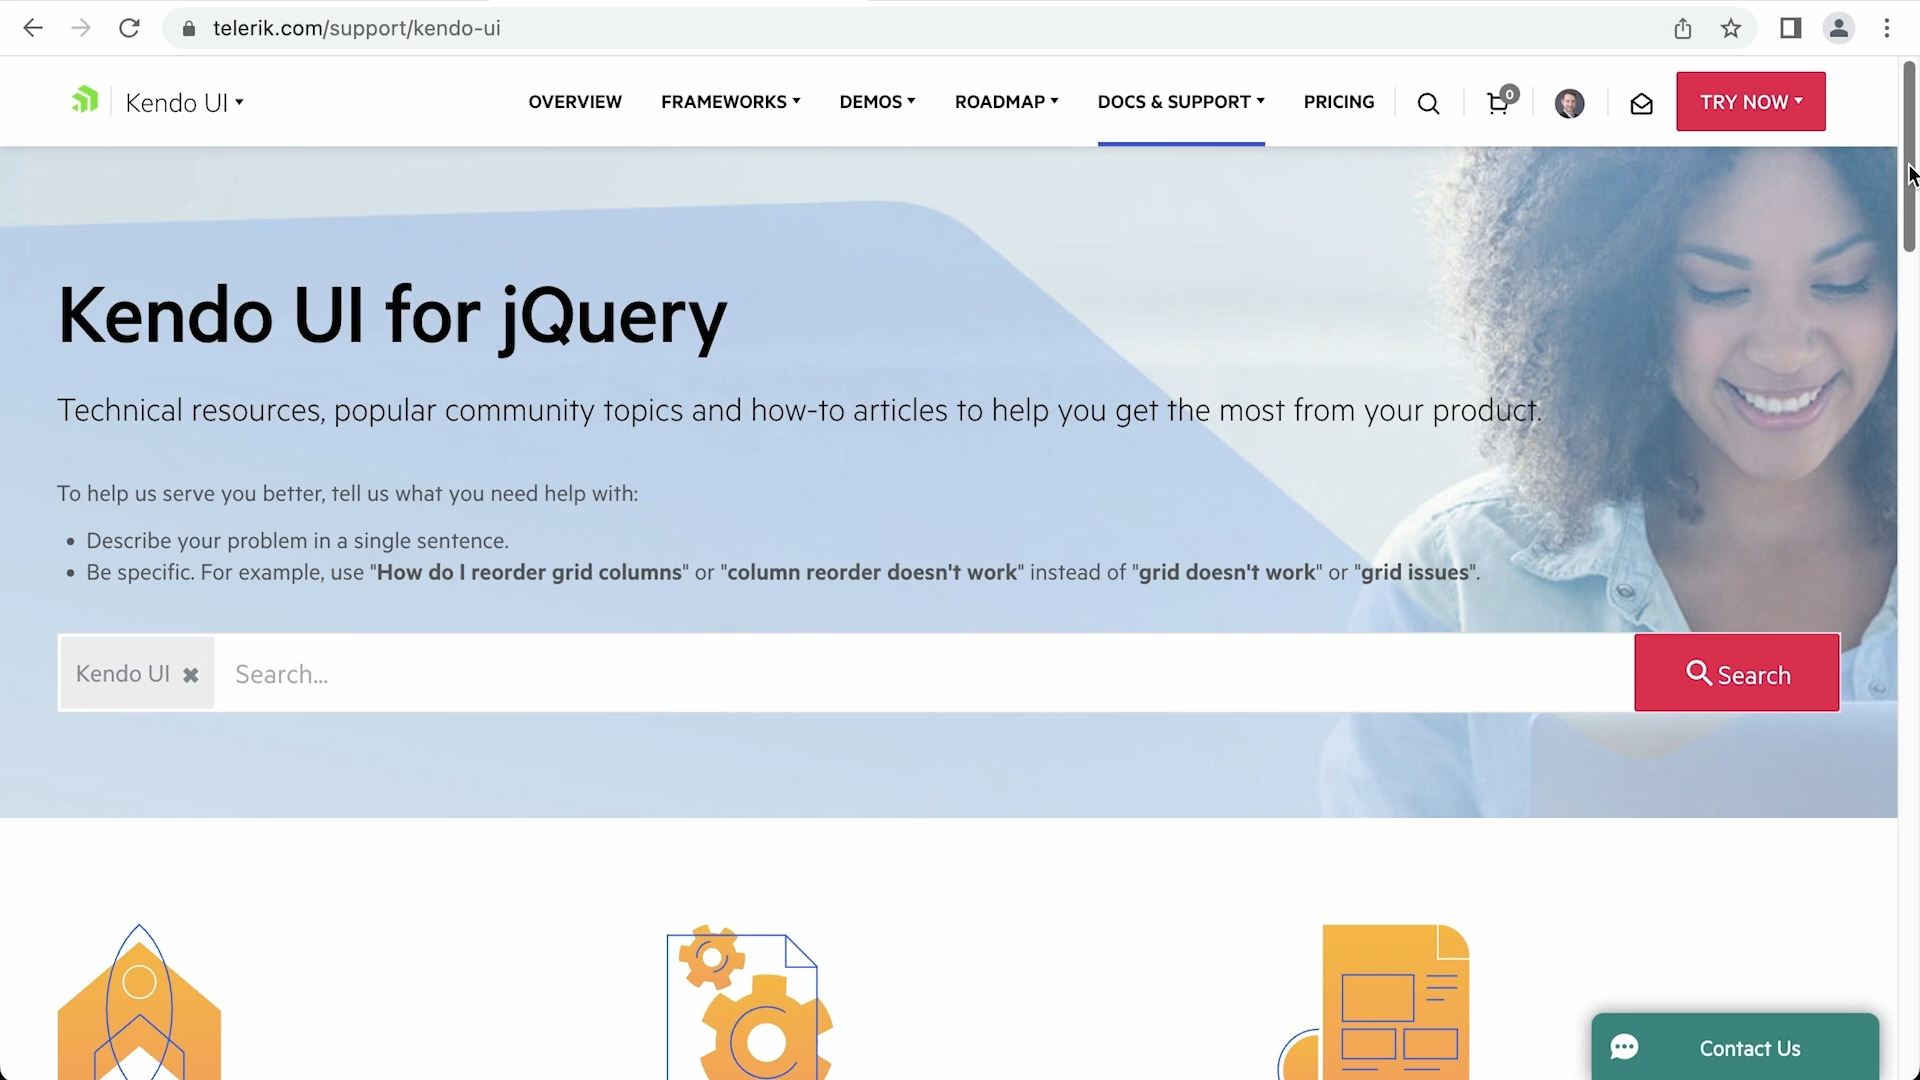 telerik.com/support/kendo-ui
Kendo UI
OVERVIEW
FRAMEWORKS
DEMOS
ROADMAP
DOCS & SUPPORT
PRICING
0
TRY NOW
Kendo UI for jQuery
Technical resources, popular community topics and how-to articles to help you get the most from your product.
To help us serve you better, tell us what you need help with:
Describe your problem in a single sentence.
Be specific. For example, use "How do I reorder grid columns" or "column reorder doesn't work" instead of "grid doesn't work" or "grid issues".
Kendo UI
Search...
Search
Contact Us